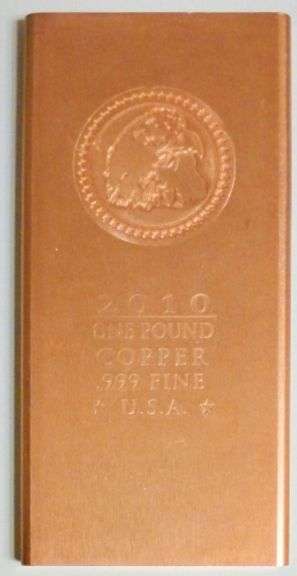 2010
ONE POUND
COPPER
.999 FINE
☆ U.S.A. ☆